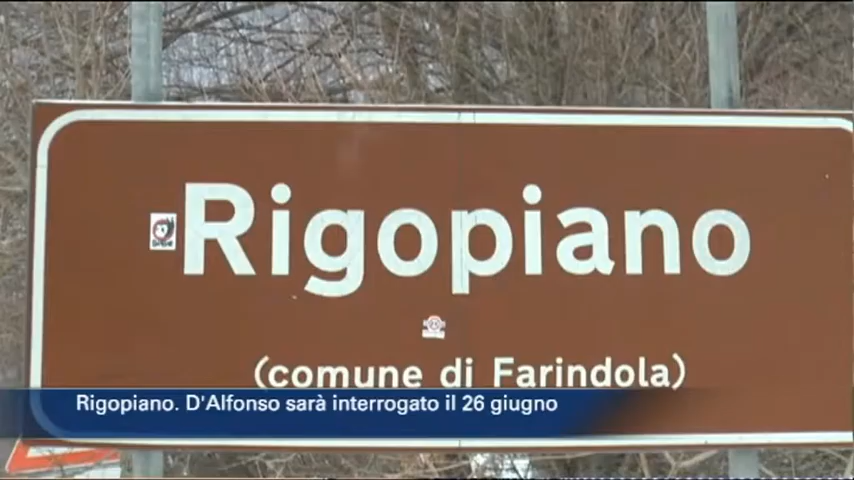 Rigopiano
(comune di Farindola)
Rigopiano. D'Alfonso sarà interrogato il 26 giugno